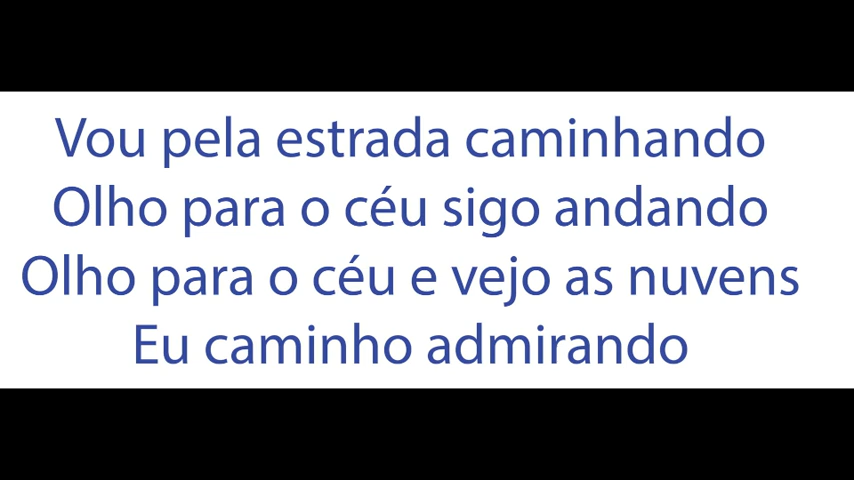 Vou pela estrada caminhando
Olho para o céu sigo andando
Olho para o céu e vejo as nuvens
Eu caminho admirando